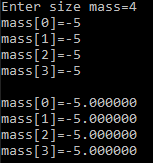 Enter size mass=4
mass[0]=-5
mass[1]=-5
mass[2]=-5
mass[3]=-5
mass[0]=-5.000000
mass[1]=-5.000000
mass[2]=-5.000000
mass[3]=-5.000000